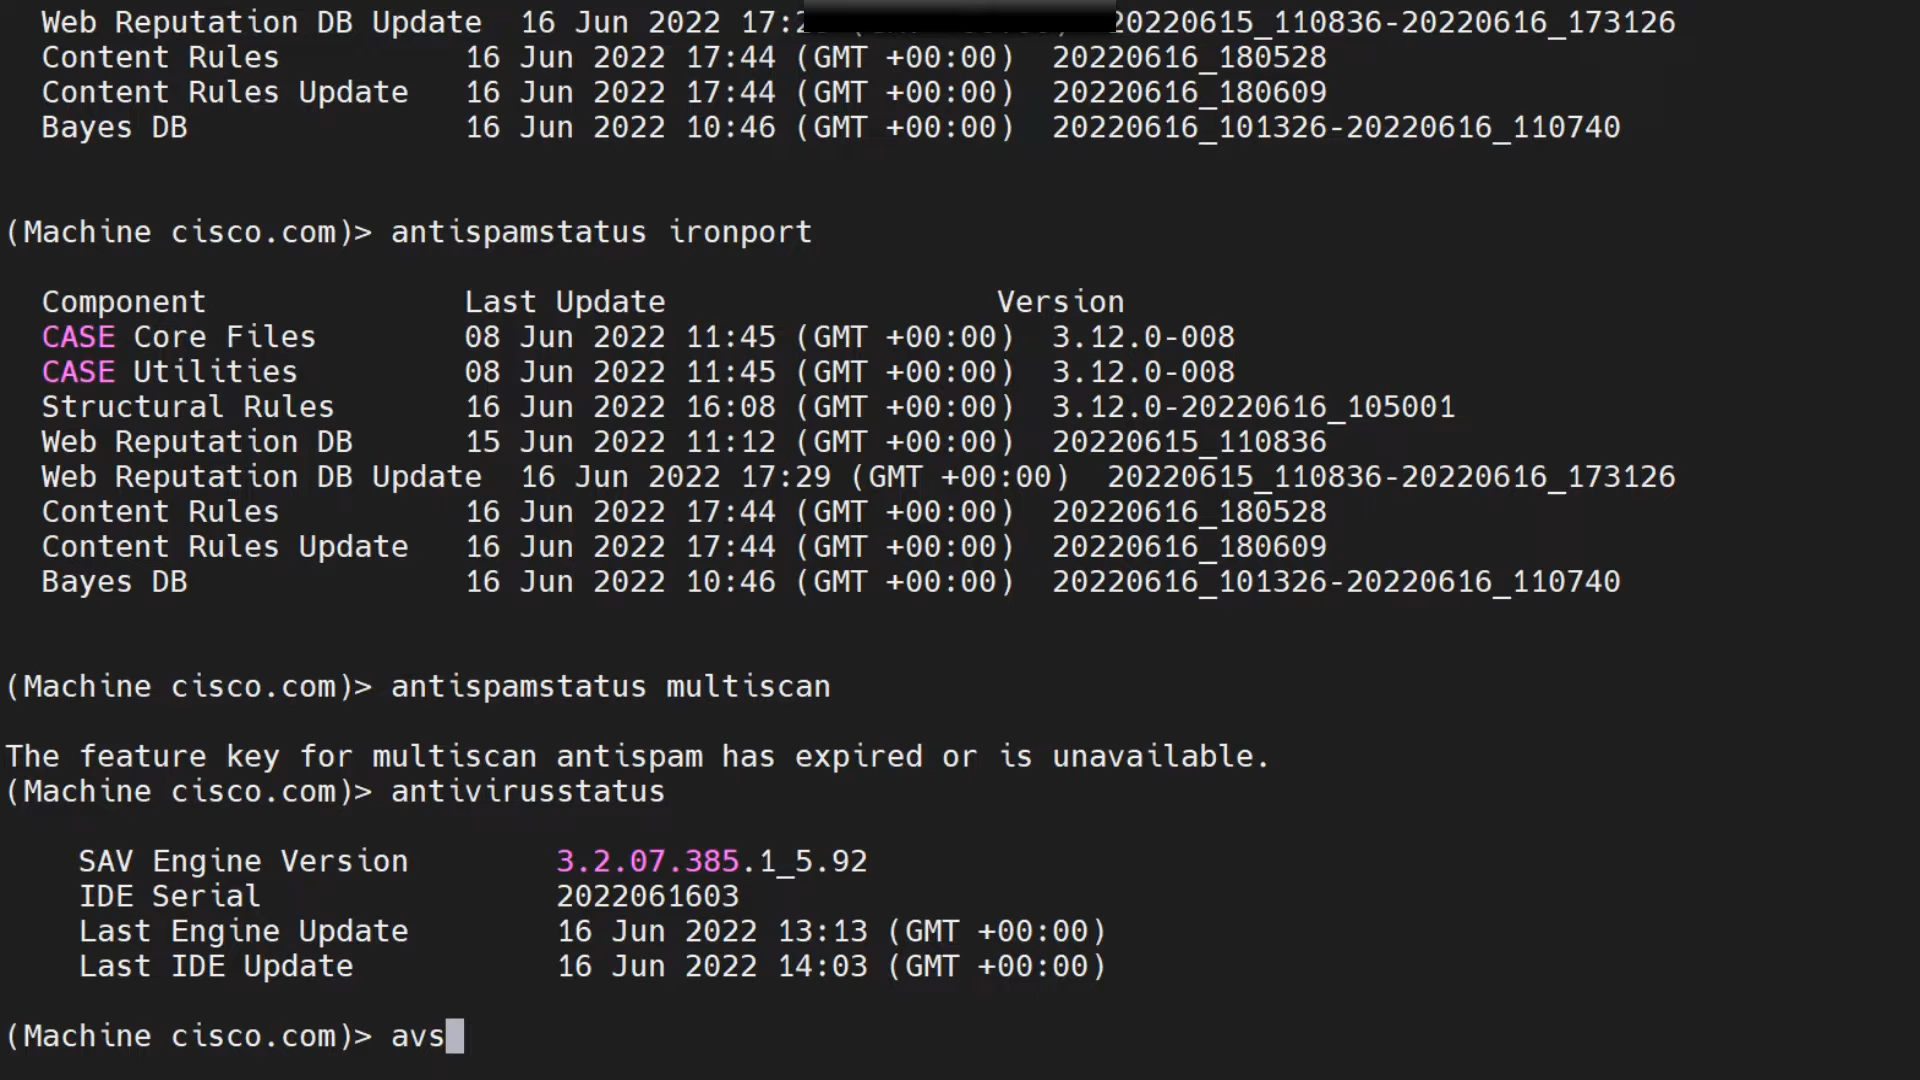 Web Reputation DB Update 16 Jun 2022 17: 20220615_110836-20220616_173126
Content Rules 16 Jun 2022 17:44 (GMT +00:00) 20220616_180528
Content Rules Update 16 Jun 2022 17:44 (GMT +00:00) 20220616_180609
Bayes DB 16 Jun 2022 10:46 (GMT +00:00) 20220616_101326-20220616_110740
(Machine cisco.com)> antispamstatus ironport
Component Last Update Version
CASE Core Files 08 Jun 2022 11:45 (GMT +00:00) 3.12.0-008
CASE Utilities 08 Jun 2022 11:45 (GMT +00:00) 3.12.0-008
Structural Rules 16 Jun 2022 16:08 (GMT +00:00) 3.12.0-20220616_105001
Web Reputation DB 15 Jun 2022 11:12 (GMT +00:00) 20220615_110836
Web Reputation DB Update 16 Jun 2022 17:29 (GMT +00:00) 20220615_110836-20220616_173126
Content Rules 16 Jun 2022 17:44 (GMT +00:00) 20220616_180528
Content Rules Update 16 Jun 2022 17:44 (GMT +00:00) 20220616_180609
Bayes DB 16 Jun 2022 10:46 (GMT +00:00) 20220616_101326-20220616_110740
(Machine cisco.com)> antispamstatus multiscan
The feature key for multiscan antispam has expired or is unavailable.
(Machine cisco.com)> antivirusstatus
SAV Engine Version 3.2.07.385.1_5.92
IDE Serial 2022061603
Last Engine Update 16 Jun 2022 13:13 (GMT +00:00)
Last IDE Update 16 Jun 2022 14:03 (GMT +00:00)
(Machine cisco.com)> avs